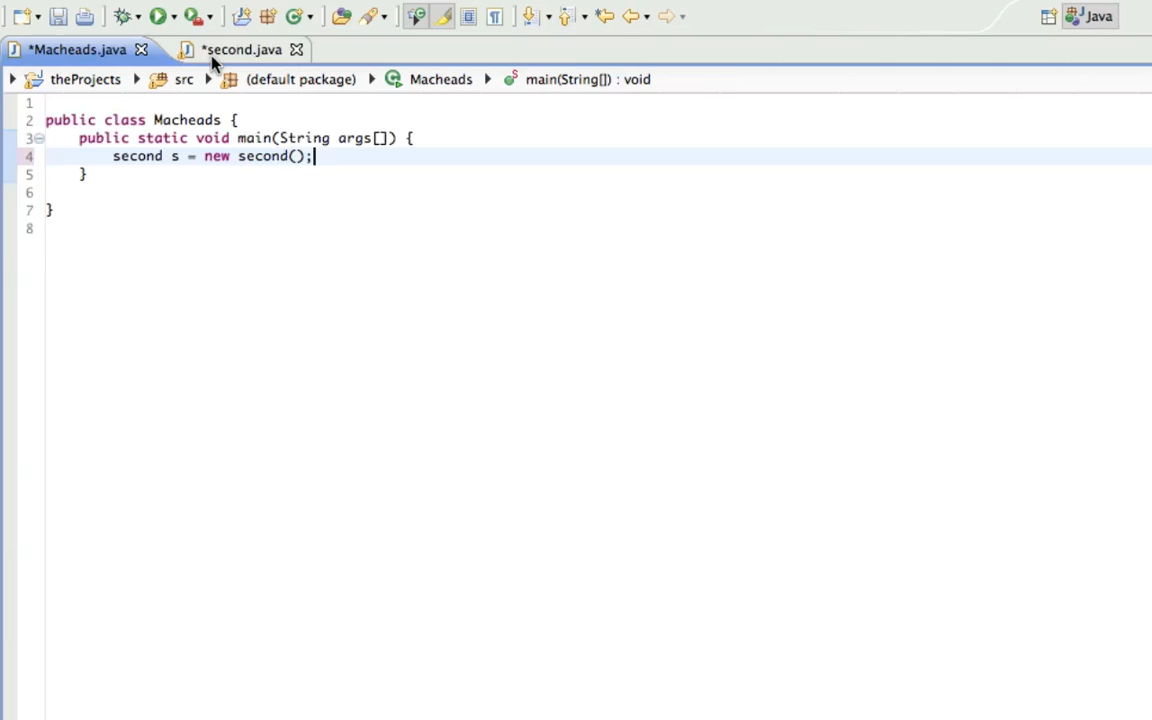 Java
*Macheads.java *second.java
theProjects src (default package) Macheads main(String[]) : void
1
2 public class Macheads {
3 public static void main(String args[]) {
4 second s = new second();
5 }
6
7 }
8